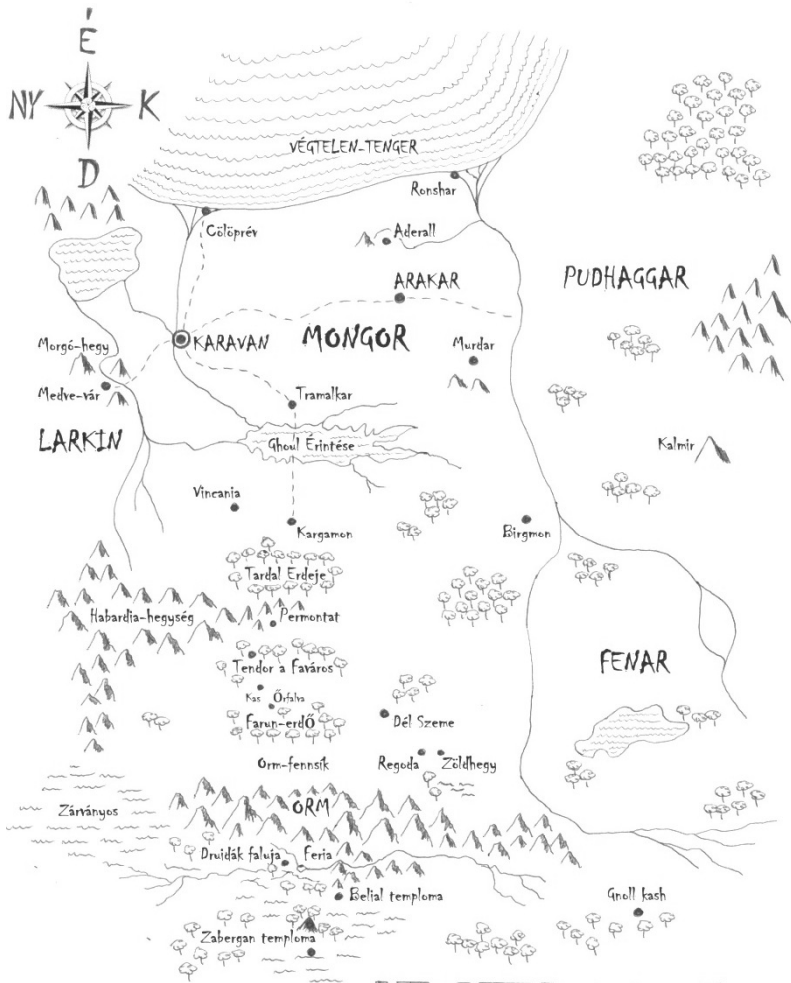 É
NY K
D
VÉGTELEN-TENGER
Ronshar
Cölöprév
Aderall
ARAKAR
PUDHAGGAR
KARAVAN
MONGOR
Murdar
Morgó-hegy
Medve-vár
Tramalkar
LARKIN
Ghoul Érintése
Kalmir
Vincania
Kargamon
Birgmon
Tardal Erdeje
Habardia-hegység
Permontat
Tendor a Faváros
FENAR
Kas Őrfalva
Farun-erdő
Dél Szeme
Orm-fennsík
Regoda
Zöldhegy
Zárványos
ORM
Druidák faluja
Feria
Belial temploma
Gnoll kash
Zabergan temploma